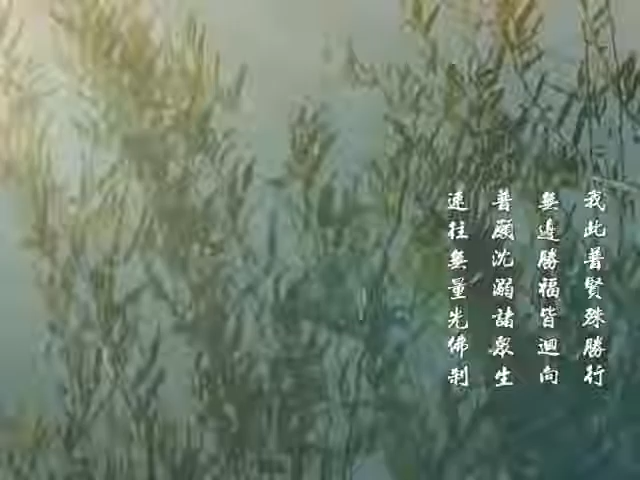 我此普賢殊勝行
無邊勝福皆迴向
普願沈溺諸眾生
速往無量光佛剎